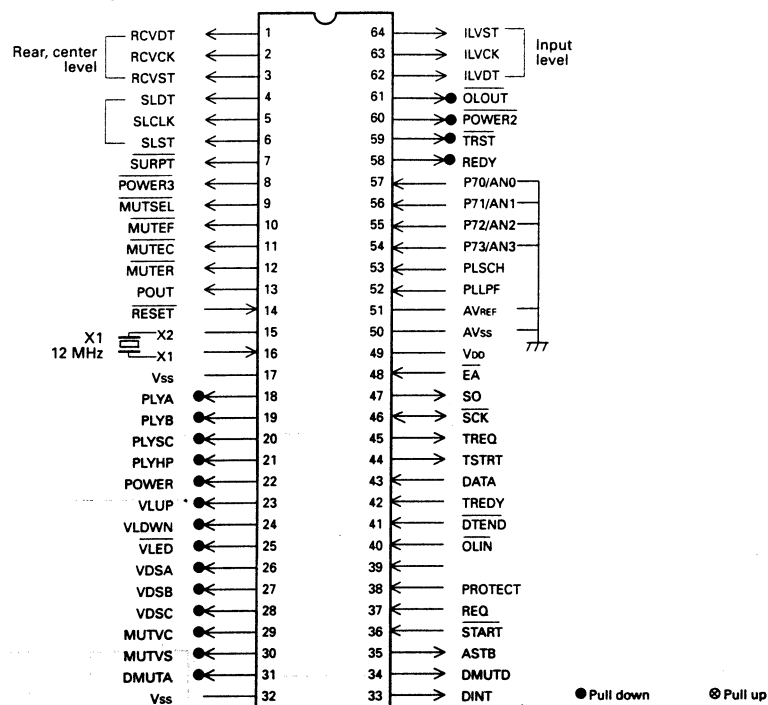 RCVDT 1 64 ILVST
Rear, center level RCVCK 2 63 ILVCK Input level
RCVST 3 62 ILVDT
SLDT 4 61 OLOUT
SLCLK 5 60 POWER2
SLST 6 59 TRST
SURPT 7 58 REDY
POWER3 8 57 P70/AN0
MUTSEL 9 56 P71/AN1
MUTEF 10 55 P72/AN2
MUTEC 11 54 P73/AN3
MUTER 12 53 PLSCH
POUT 13 52 PLLPF
RESET 14 51 AVREF
X1 12 MHz X2 15 50 AVSS
X1 16 49 VDD
Vss 17 48 EA
PLYA 18 47 SO
PLYB 19 46 SCK
PLYSC 20 45 TREQ
PLYHP 21 44 TSTRT
POWER 22 43 DATA
VLUP 23 42 TREDY
VLDWN 24 41 DTEND
VLED 25 40 OLIN
VDSA 26 39
VDSB 27 38 PROTECT
VDSC 28 37 REQ
MUTVC 29 36 START
MUTVS 30 35 ASTB
DMUTA 31 34 DMUTD
Vss 32 33 DINT
Pull down Pull up